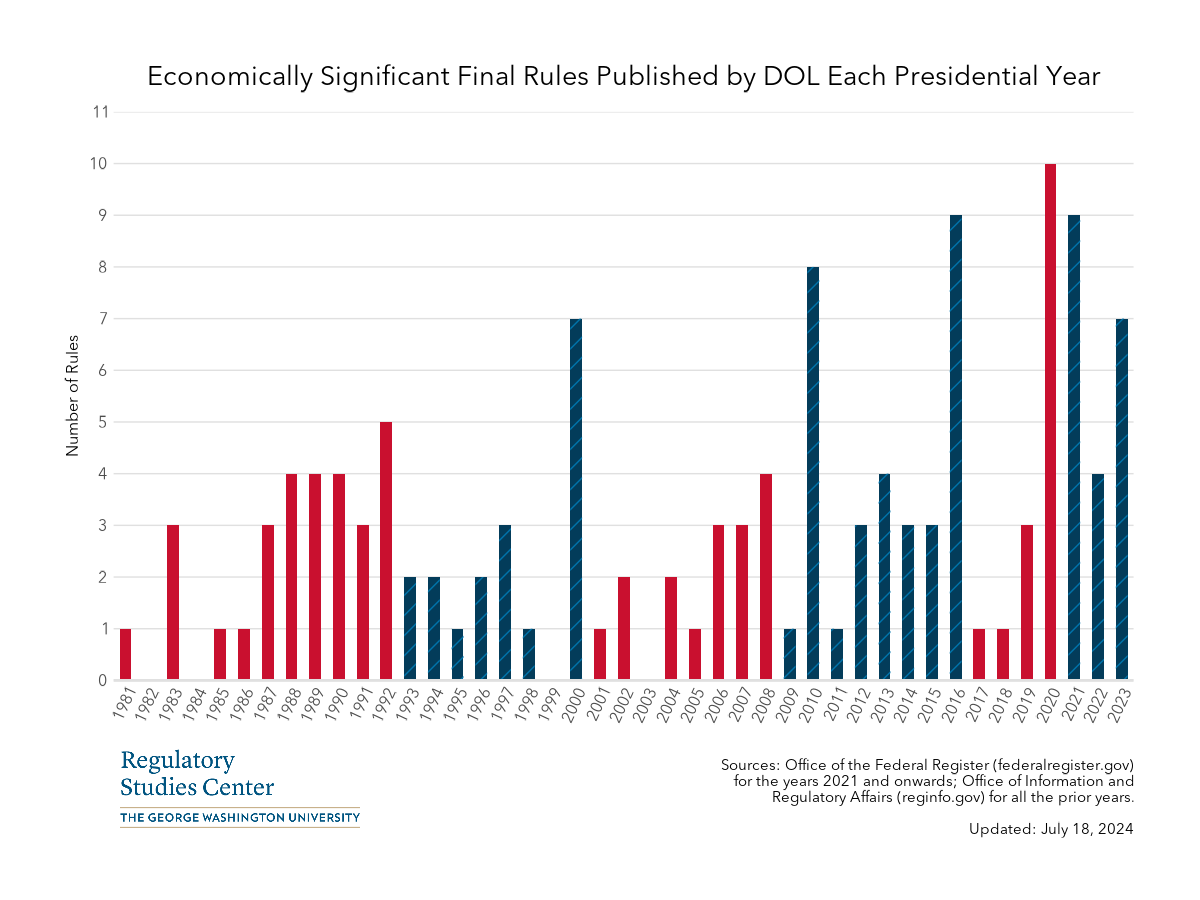 Economically Significant Final Rules Published by DOL Each Presidential Year
11
10
9
8
7
6
5
4
3
2
1
0
Number of Rules
1981 1982 1983 1984 1985 1986 1987 1988 1989 1990 1991 1992 1993 1994 1995 1996 1997 1998 1999 2000 2001 2002 2003 2004 2005 2006 2007 2008 2009 2010 2011 2012 2013 2014 2015 2016 2017 2018 2019 2020 2021 2022 2023
Regulatory
Studies Center
THE GEORGE WASHINGTON UNIVERSITY
Sources: Office of the Federal Register (federalregister.gov)
for the years 2021 and onwards; Office of Information and
Regulatory Affairs (reginfo.gov) for all the prior years.
Updated: July 18, 2024